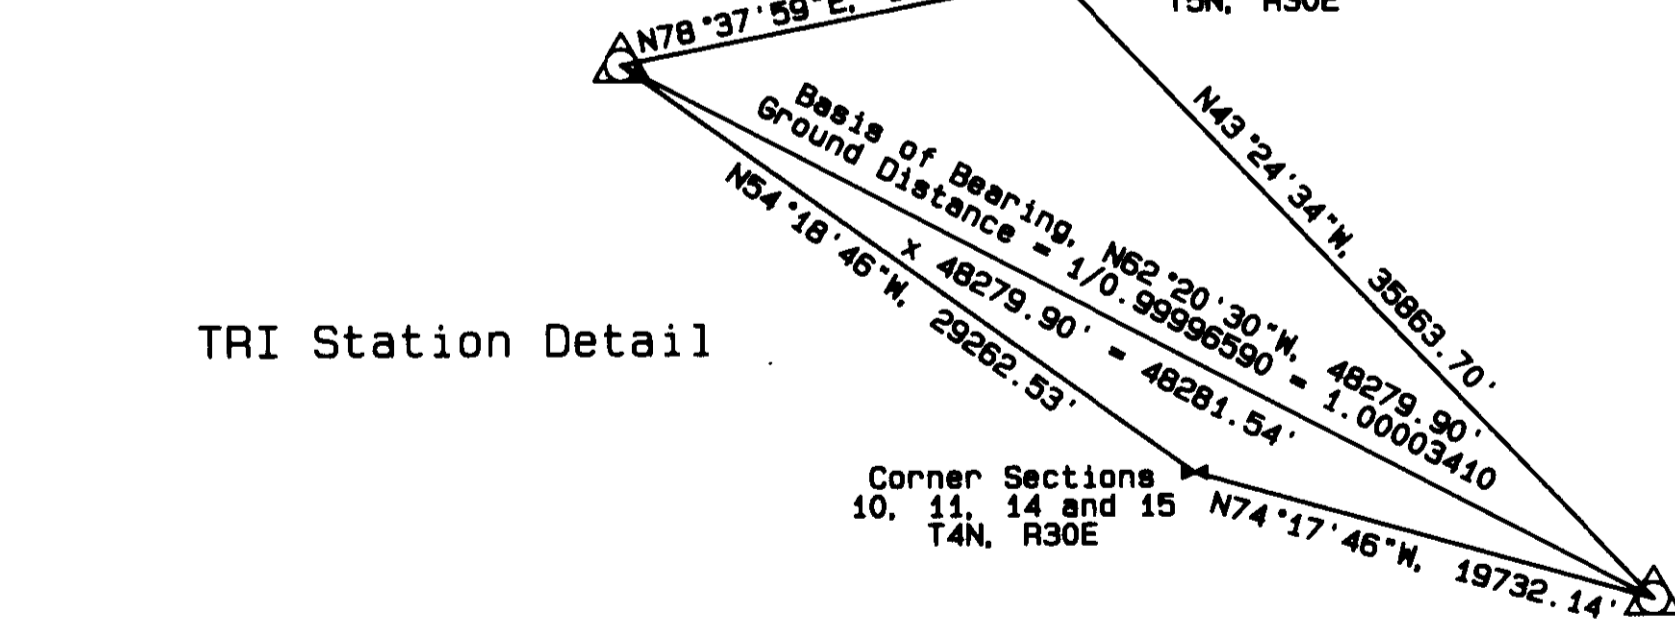 T5N, R30E
N78°37'59"E,
Basis of Bearing, N62°20'30"W, 48279.90'
Ground Distance = 1/0.99996590 = 1.00003410
x 48279.90' = 48281.54'
N43°24'34"W, 35863.70'
N54°18'46"W, 29262.53'
TRI Station Detail
Corner Sections
10, 11, 14 and 15
T4N, R30E
N74°17'46"W, 19732.14'